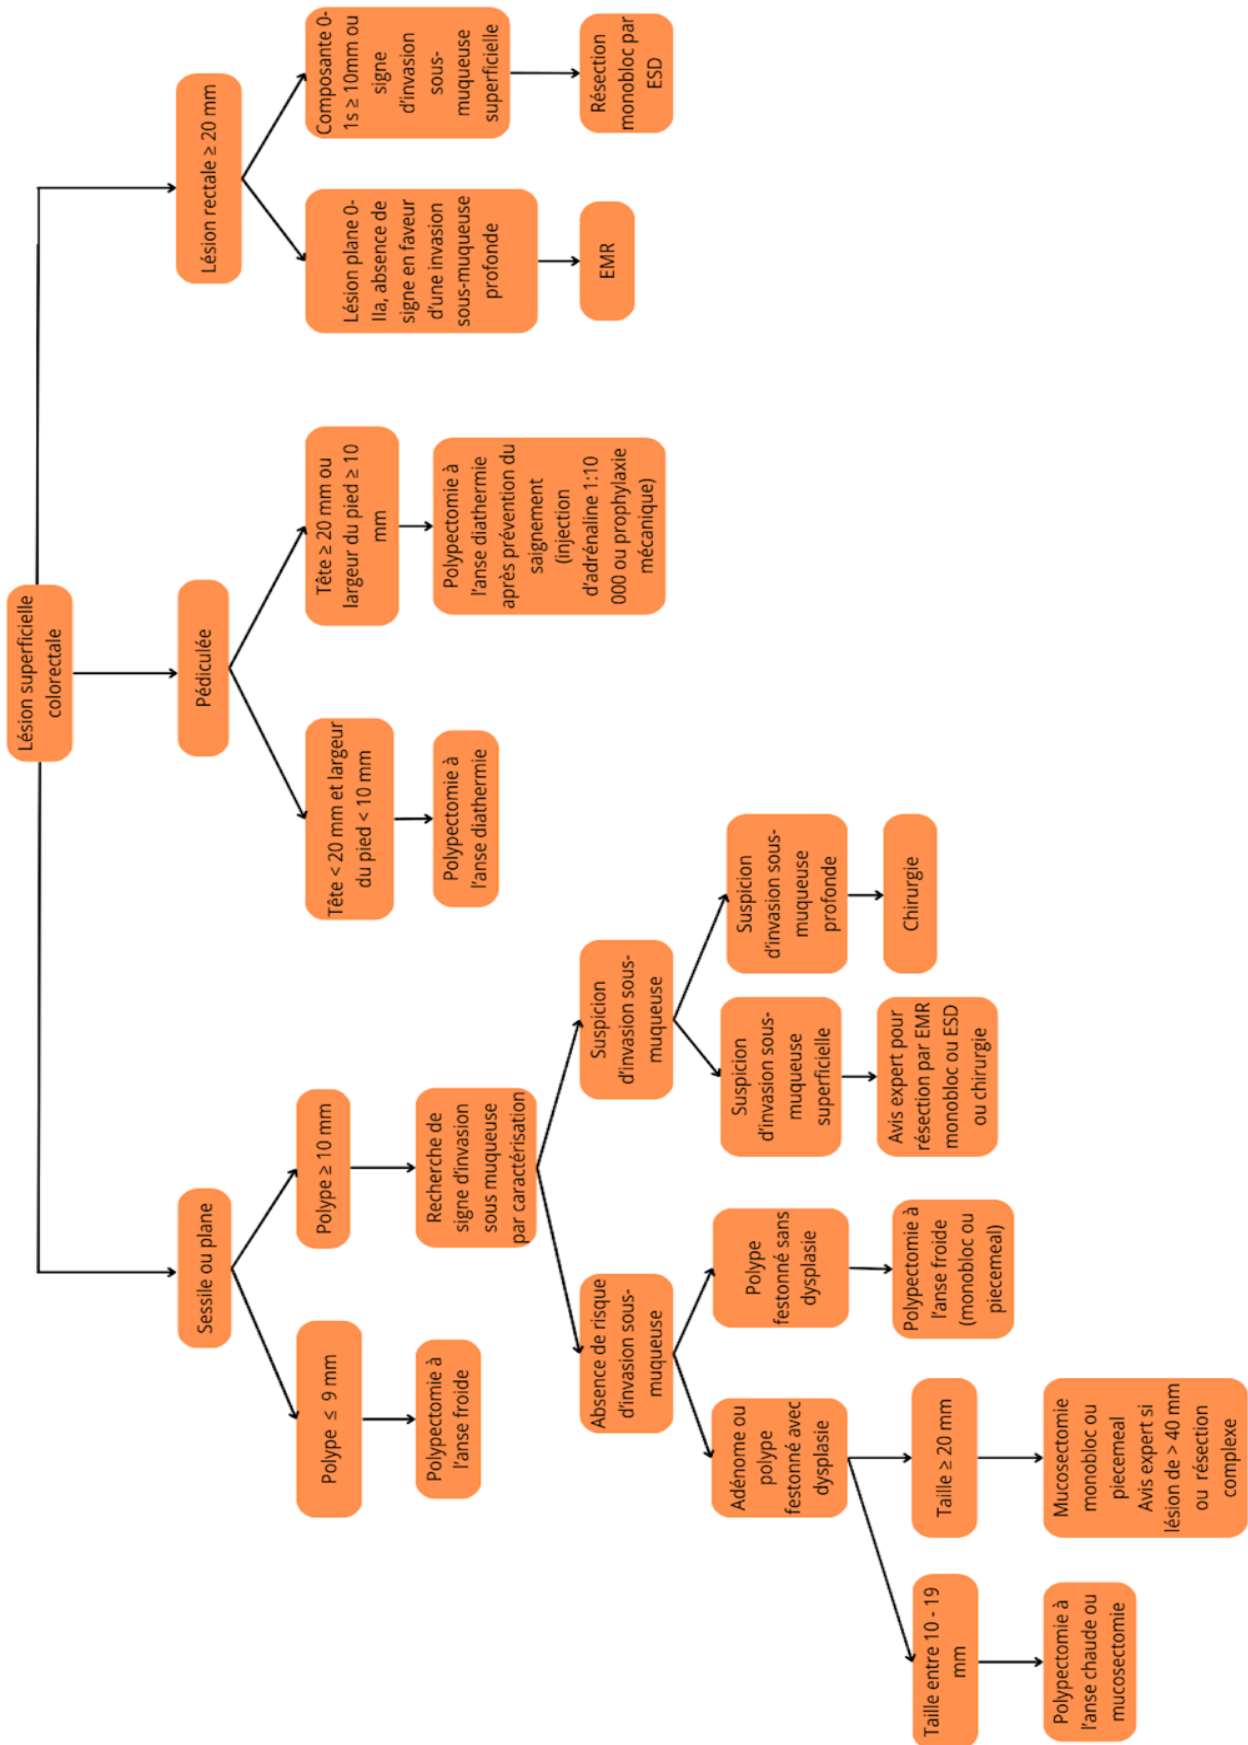 Lésion superficielle
colorectale
Sessile ou plane
Pédiculée
Lésion rectale ≥ 20 mm
Polype ≤ 9 mm
Polype ≥ 10 mm
Tête < 20 mm et largeur
du pied < 10 mm
Tête ≥ 20 mm ou
largeur du pied ≥ 10
mm
Lésion plane 0-
IIa, absence de
signe en faveur
d'une invasion
sous-muqueuse
profonde
Composante 0-
1s ≥ 10mm ou
signe
d'invasion
sous-
muqueuse
superficielle
Polypectomie à
l'anse froide
Recherche de
signe d'invasion
sous muqueuse
par caractérisation
Polypectomie à
l'anse diathermie
Polypectomie à
l'anse diathermie
après prévention du
saignement
(injection
d'adrénaline 1:10
000 ou prophylaxie
mécanique)
EMR
Résection
monobloc par
ESD
Absence de risque
d'invasion sous-
muqueuse
Suspicion
d'invasion sous-
muqueuse
Adénome ou
polype
festonné avec
dysplasie
Polype
festonné sans
dysplasie
Suspicion
d'invasion sous-
muqueuse
superficielle
Suspicion
d'invasion sous-
muqueuse
profonde
Polypectomie à
l'anse froide
(monobloc ou
piecemeal)
Avis expert pour
résection par EMR
monobloc ou ESD
ou chirurgie
Chirurgie
Taille entre 10 - 19
mm
Taille ≥ 20 mm
Polypectomie à
l'anse chaude ou
mucosectomie
Mucosectomie
monobloc ou
piecemeal
Avis expert si
lésion de > 40 mm
ou résection
complexe